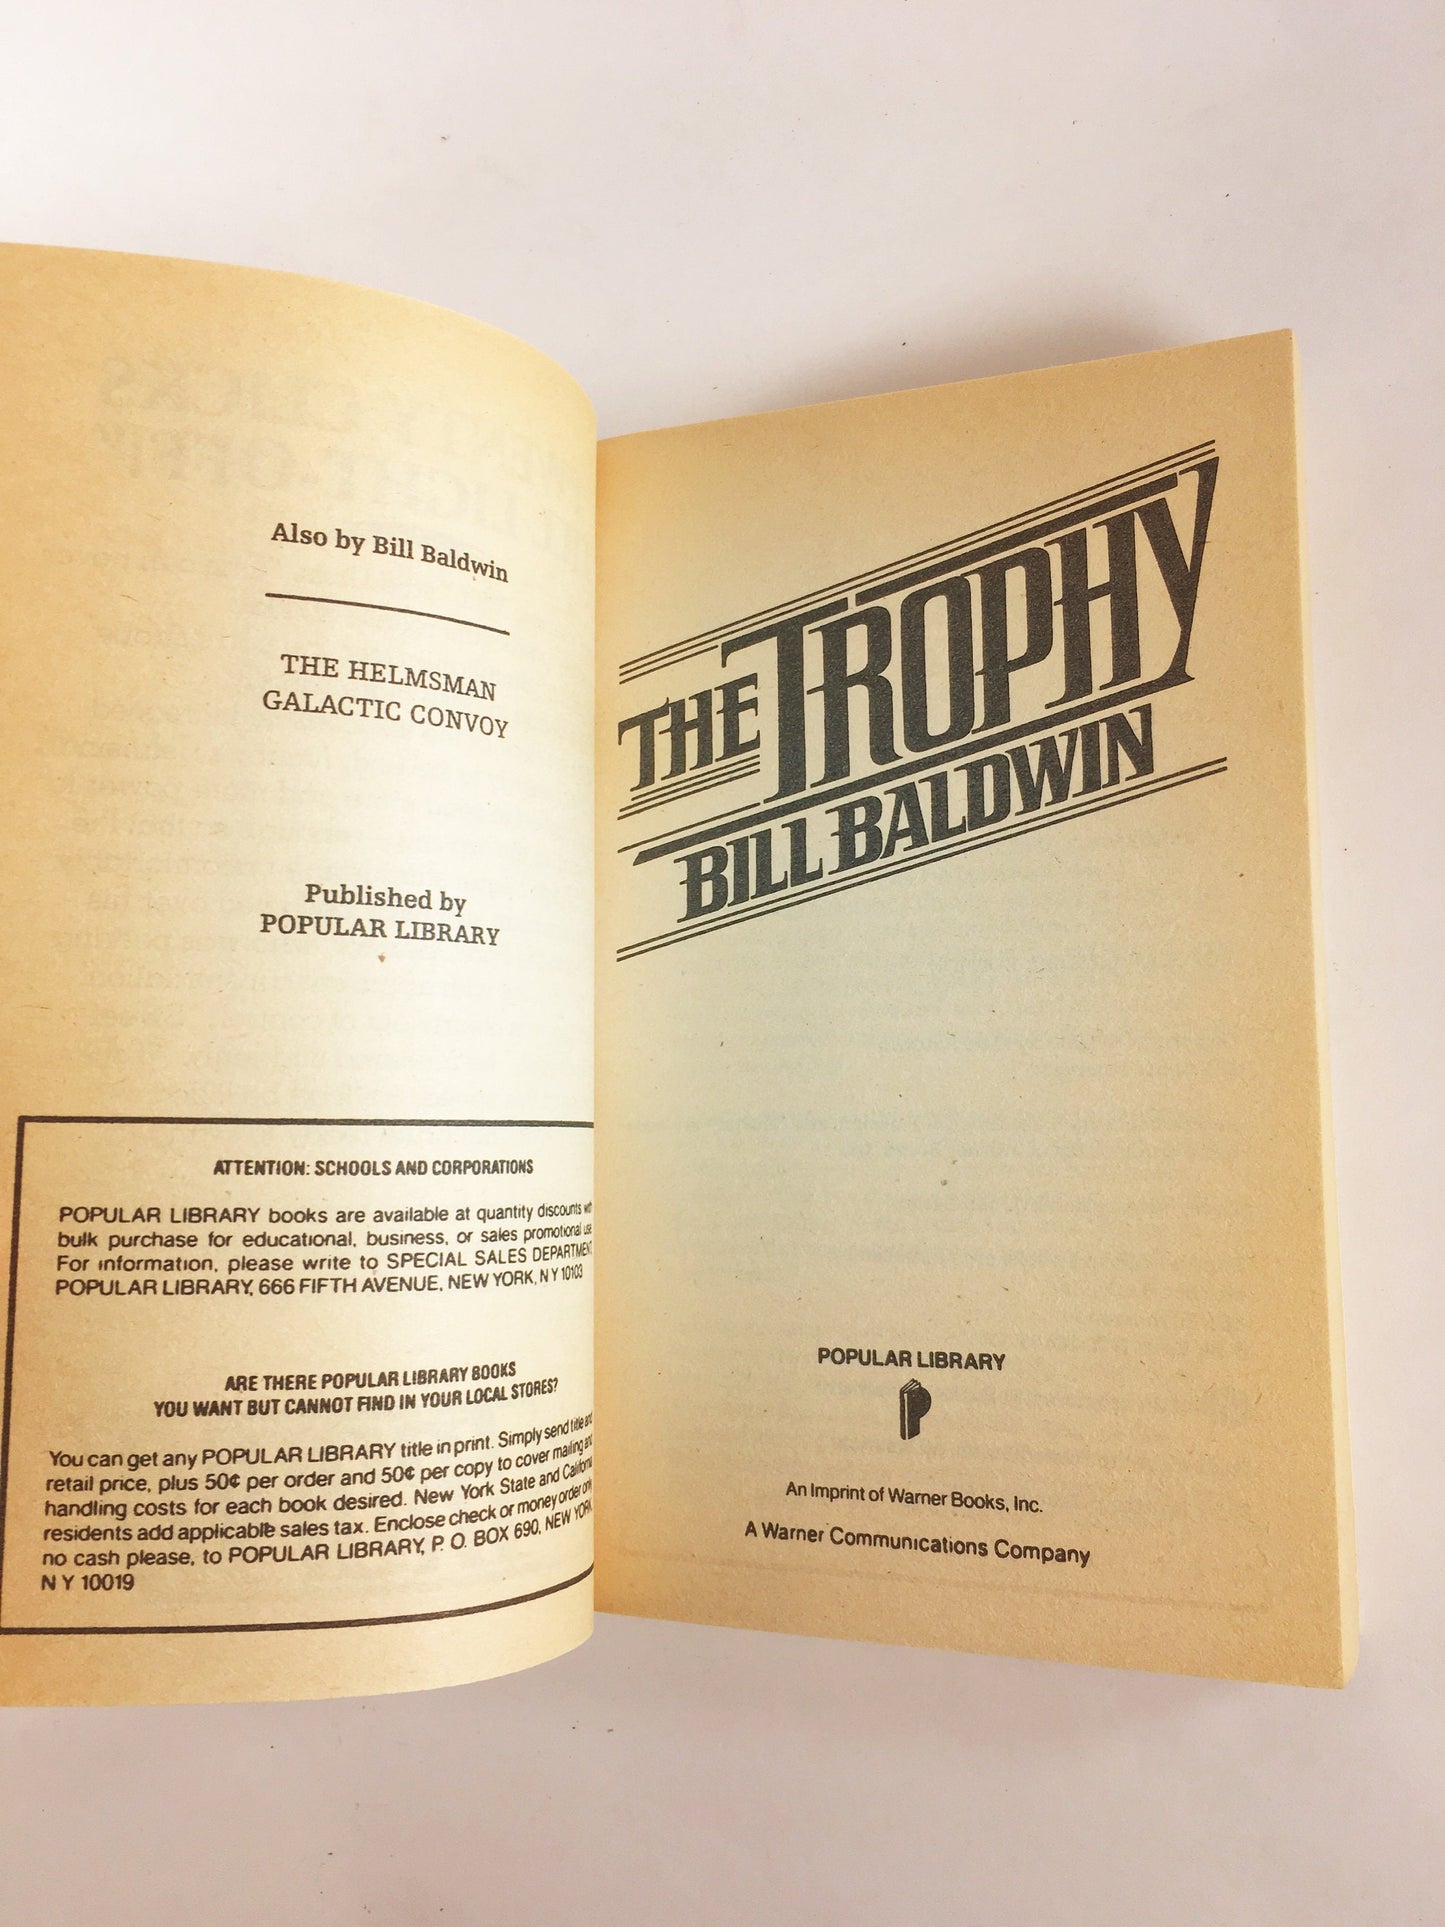 Also by Bill Baldwin
THE HELMSMAN
GALACTIC CONVOY
Published by
POPULAR LIBRARY
ATTENTION: SCHOOLS AND CORPORATIONS
POPULAR LIBRARY books are available at quantity discounts with
bulk purchase for educational, business, or sales promotional use.
For information, please write to SPECIAL SALES DEPARTMENT,
POPULAR LIBRARY, 666 FIFTH AVENUE, NEW YORK, N Y 10103
ARE THERE POPULAR LIBRARY BOOKS
YOU WANT BUT CANNOT FIND IN YOUR LOCAL STORES?
You can get any POPULAR LIBRARY title in print. Simply send title and
retail price, plus 50¢ per order and 50¢ per copy to cover mailing and
handling costs for each book desired. New York State and California
residents add applicable sales tax. Enclose check or money order only,
no cash please, to POPULAR LIBRARY, P. O. BOX 690, NEW YORK,
N Y 10019
THE TROPHY
BILL BALDWIN
POPULAR LIBRARY
An Imprint of Warner Books, Inc.
A Warner Communications Company